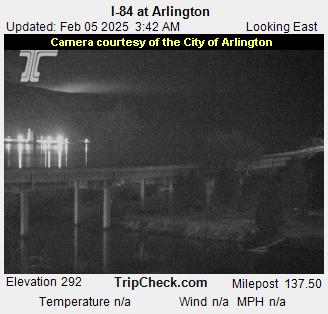 I-84 at Arlington
Updated: Feb 05 2025 3:42 AM Looking East
Camera courtesy of the City of Arlington
Elevation 292 TripCheck.com Milepost 137.50
Temperature n/a Wind n/a MPH n/a